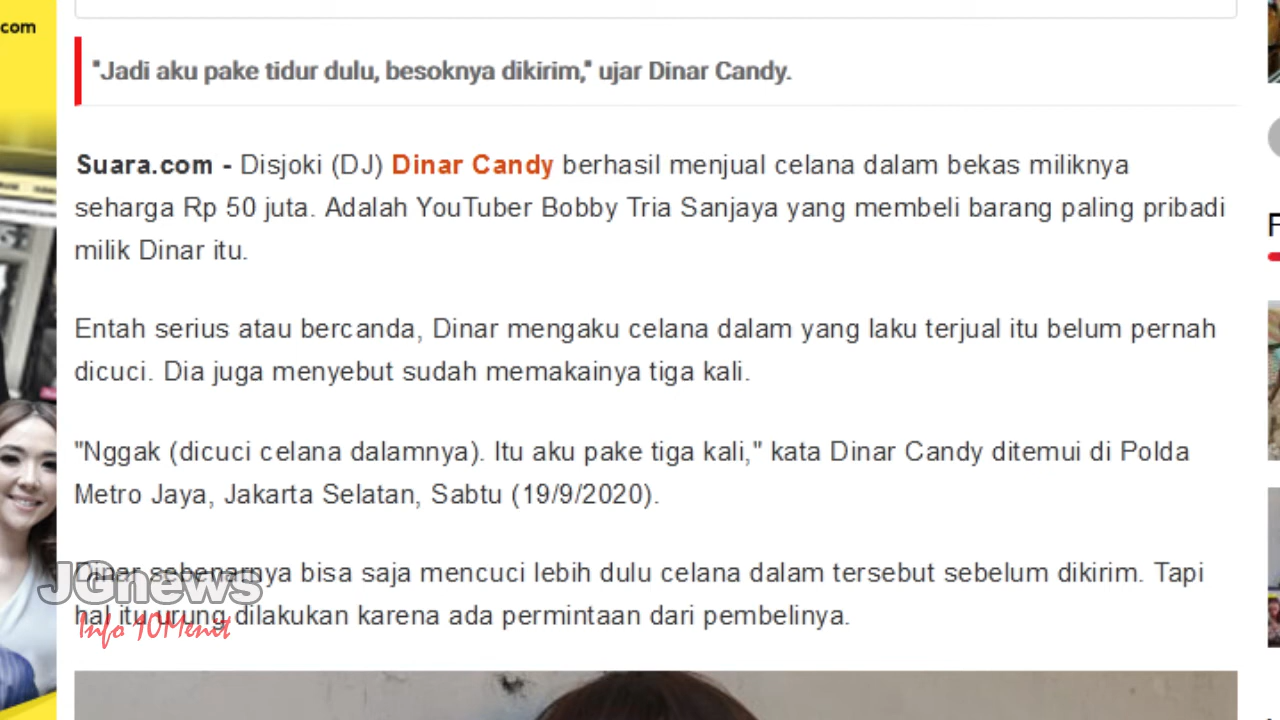 com
"Jadi aku pake tidur dulu, besoknya dikirim," ujar Dinar Candy.
Suara.com - Disjoki (DJ) Dinar Candy berhasil menjual celana dalam bekas miliknya
seharga Rp 50 juta. Adalah YouTuber Bobby Tria Sanjaya yang membeli barang paling pribadi
milik Dinar itu.
F
Entah serius atau bercanda, Dinar mengaku celana dalam yang laku terjual itu belum pernah
dicuci. Dia juga menyebut sudah memakainya tiga kali.
"Nggak (dicuci celana dalamnya). Itu aku pake tiga kali," kata Dinar Candy ditemui di Polda
Metro Jaya, Jakarta Selatan, Sabtu (19/9/2020).
Dinar sebenarnya bisa saja mencuci lebih dulu celana dalam tersebut sebelum dikirim. Tapi
hal itu urung dilakukan karena ada permintaan dari pembelinya.
JGnews
Info 10Menit